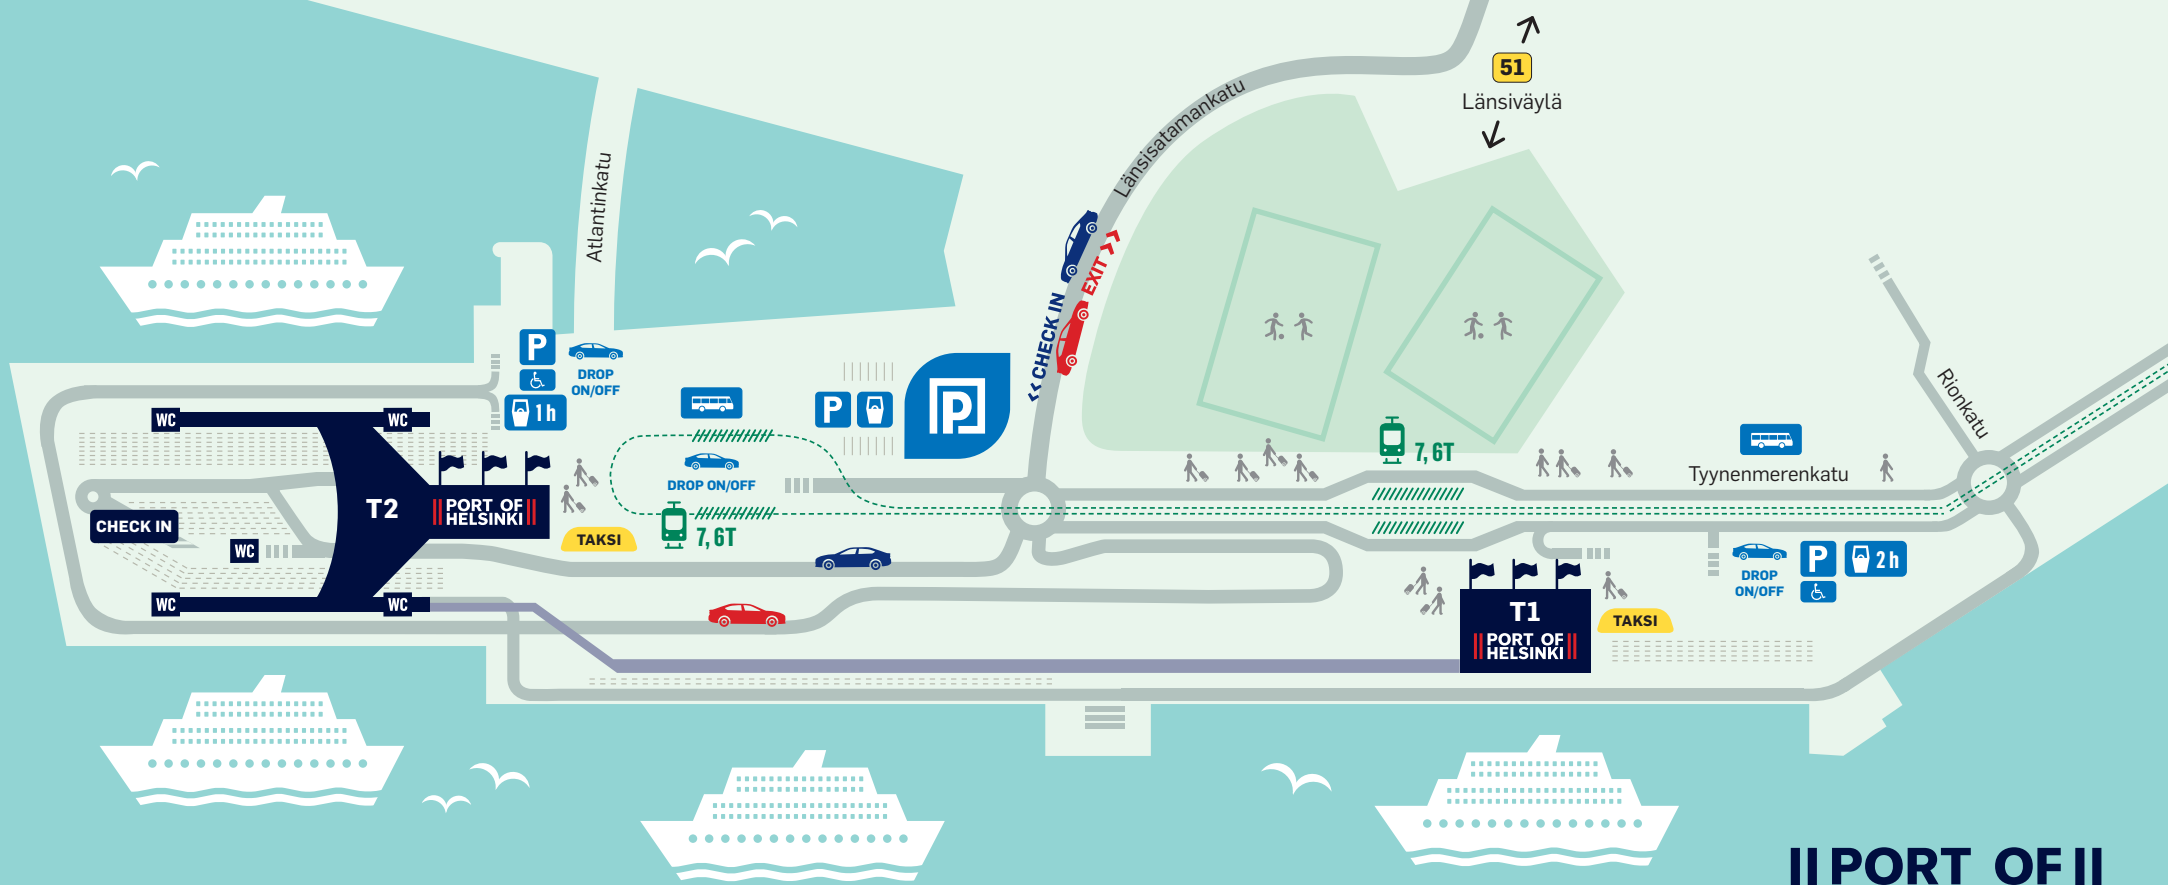 51
Länsiväylä
Länsisatamankatu
Atlantinkatu
<< CHECK IN
EXIT >>
P
DROP
ON/OFF
1 h
P
P
Rionkatu
WC
WC
7, 6T
Tyynenmerenkatu
DROP ON/OFF
T2
PORT OF
HELSINKI
CHECK IN
TAKSI
7, 6T
WC
P
2 h
DROP
ON/OFF
WC
WC
T1
PORT OF
HELSINKI
TAKSI
PORT OF